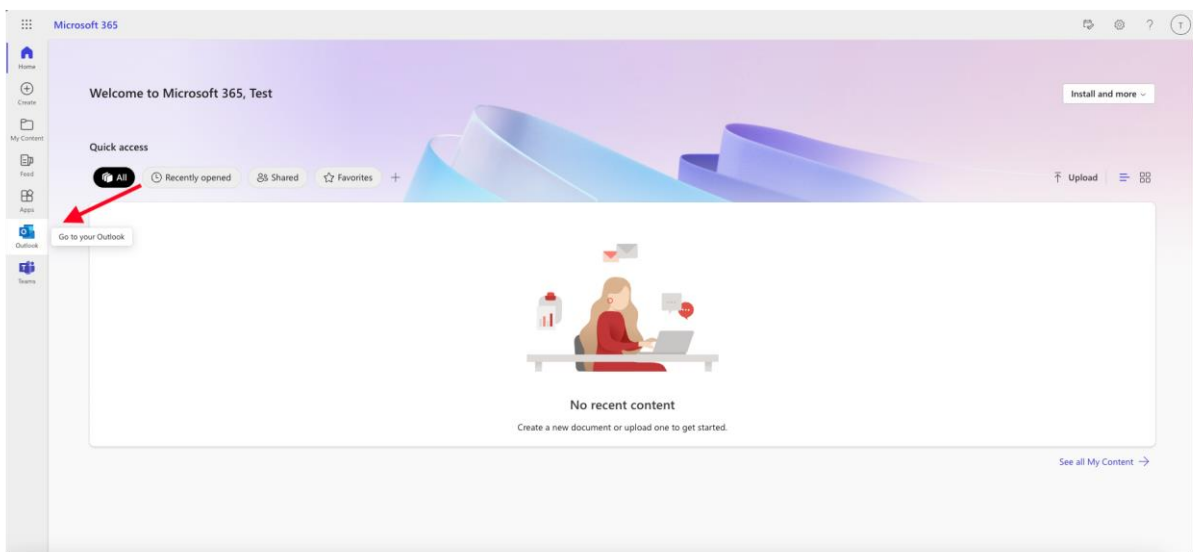 Microsoft 365
?
T
Home
Create
My Content
Feed
Apps
Outlook
Teams
Welcome to Microsoft 365, Test
Install and more
Quick access
All
Recently opened
Shared
Favorites
+
Upload
Go to your Outlook
No recent content
Create a new document or upload one to get started.
See all My Content →